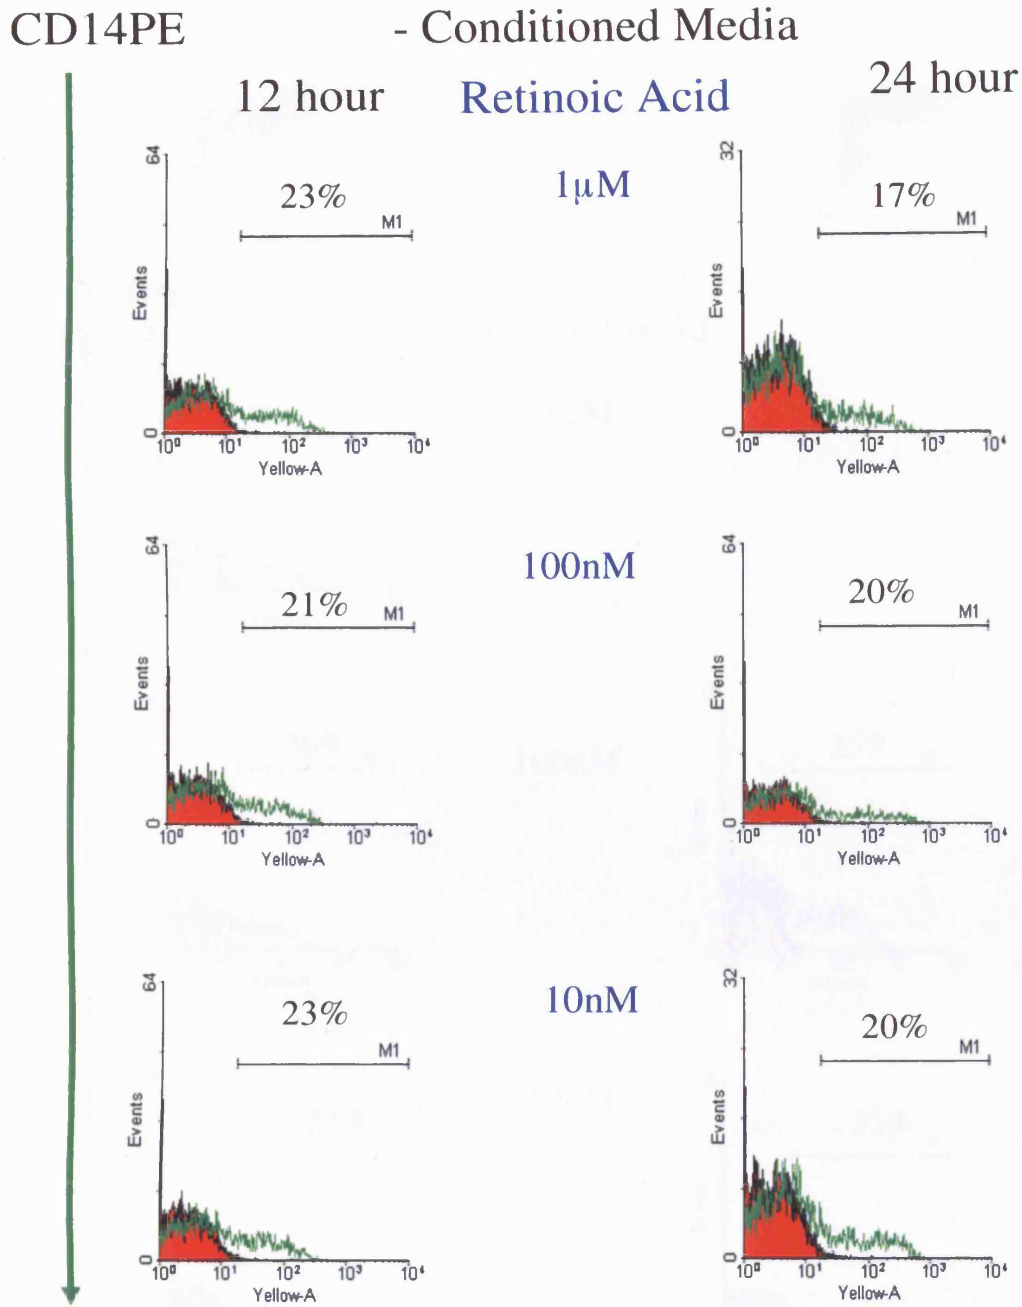 CD14PE
- Conditioned Media
12 hour
Retinoic Acid
24 hour
64
23%
M1
Events
0
10⁰ 10¹ 10² 10³ 10⁴
Yellow-A
1µM
32
17%
M1
Events
0
10⁰ 10¹ 10² 10³ 10⁴
Yellow-A
64
21%
M1
Events
0
10⁰ 10¹ 10² 10³ 10⁴
Yellow-A
100nM
64
20%
M1
Events
0
10⁰ 10¹ 10² 10³ 10⁴
Yellow-A
64
23%
M1
Events
0
10⁰ 10¹ 10² 10³ 10⁴
Yellow-A
10nM
32
20%
M1
Events
0
10⁰ 10¹ 10² 10³ 10⁴
Yellow-A